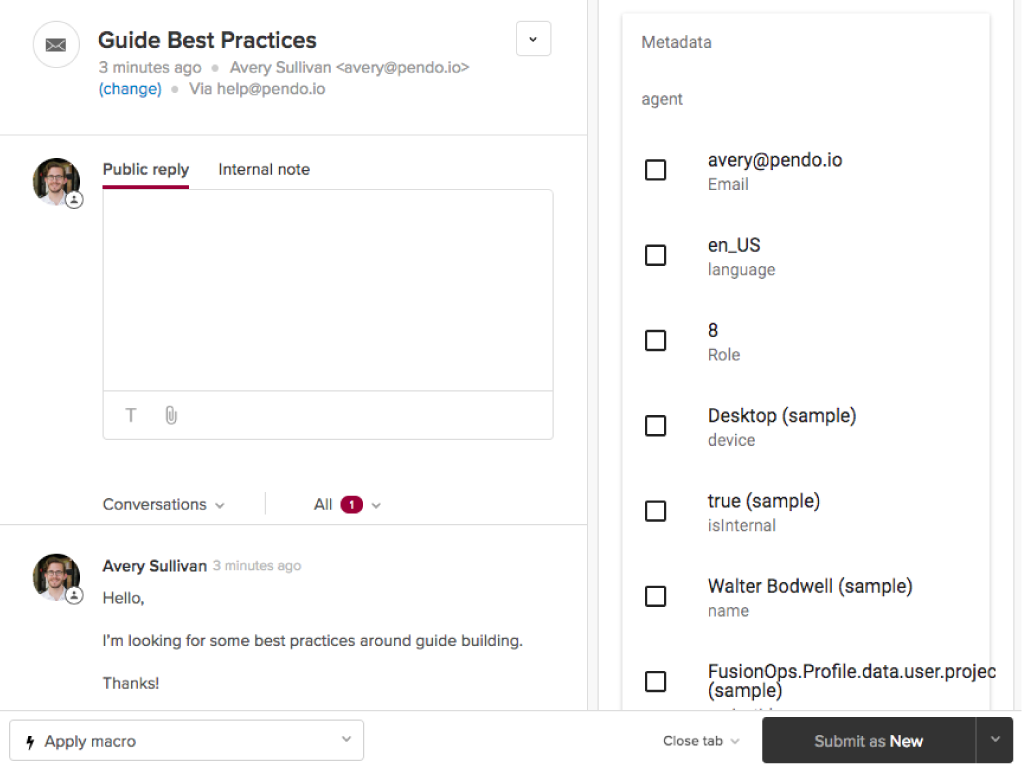 Guide Best Practices
3 minutes ago • Avery Sullivan <avery@pendo.io>
(change) • Via help@pendo.io
Public reply Internal note
T
Conversations All 1
Avery Sullivan 3 minutes ago
Hello,
I'm looking for some best practices around guide building.
Thanks!
Apply macro
Metadata
agent
avery@pendo.io
Email
en_US
language
8
Role
Desktop (sample)
device
true (sample)
isInternal
Walter Bodwell (sample)
name
FusionOps.Profile.data.user.projec
(sample)
Close tab Submit as New